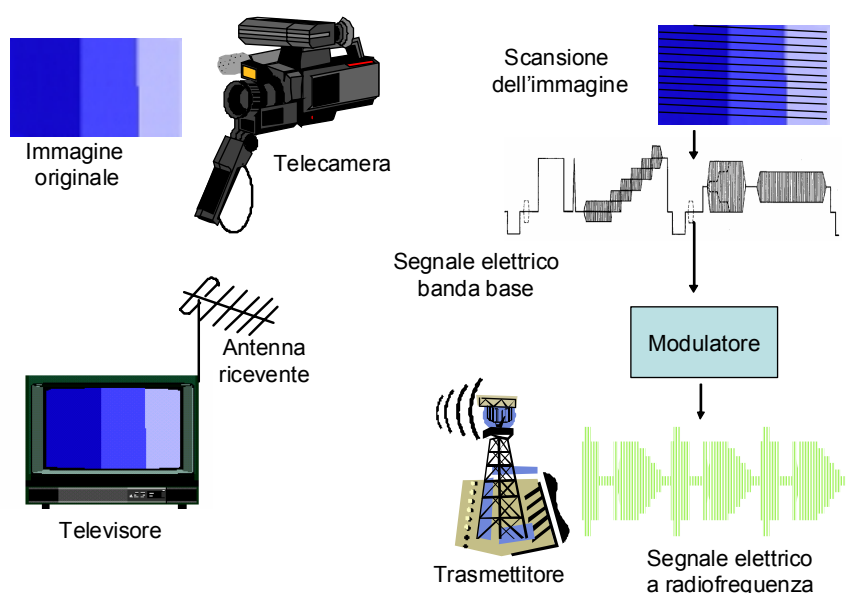 Immagine
originale
Telecamera
Scansione
dell'immagine
Segnale elettrico
banda base
Modulatore
Antenna
ricevente
Televisore
Trasmettitore
Segnale elettrico
a radiofrequenza